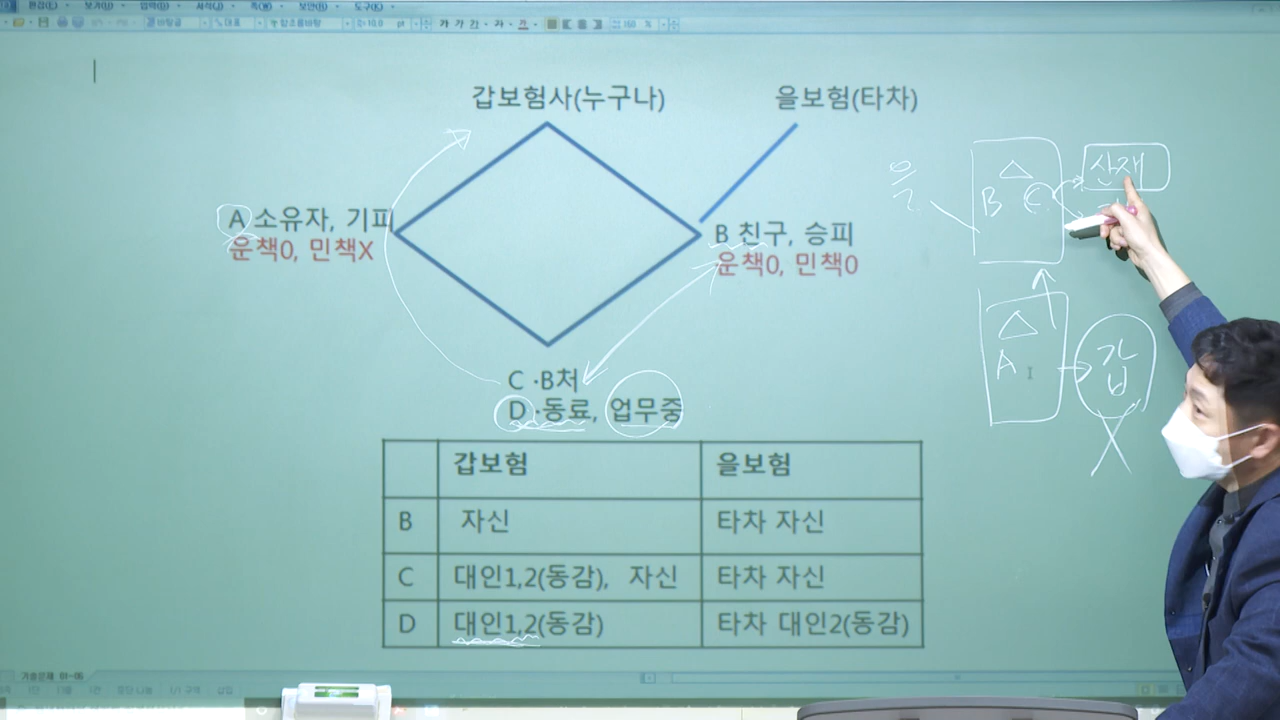 갑보험사(누구나)
을보험(타차)
A 소유자, 기피
운책0, 민책X
B 친구, 승피
운책0, 민책0
C ·B처
D ·동료, 업무중
갑보험 을보험
B 자신 타차 자신
C 대인1,2(동감), 자신 타차 자신
D 대인1,2(동감) 타차 대인2(동감)
을
B C
산재
A
갑
X